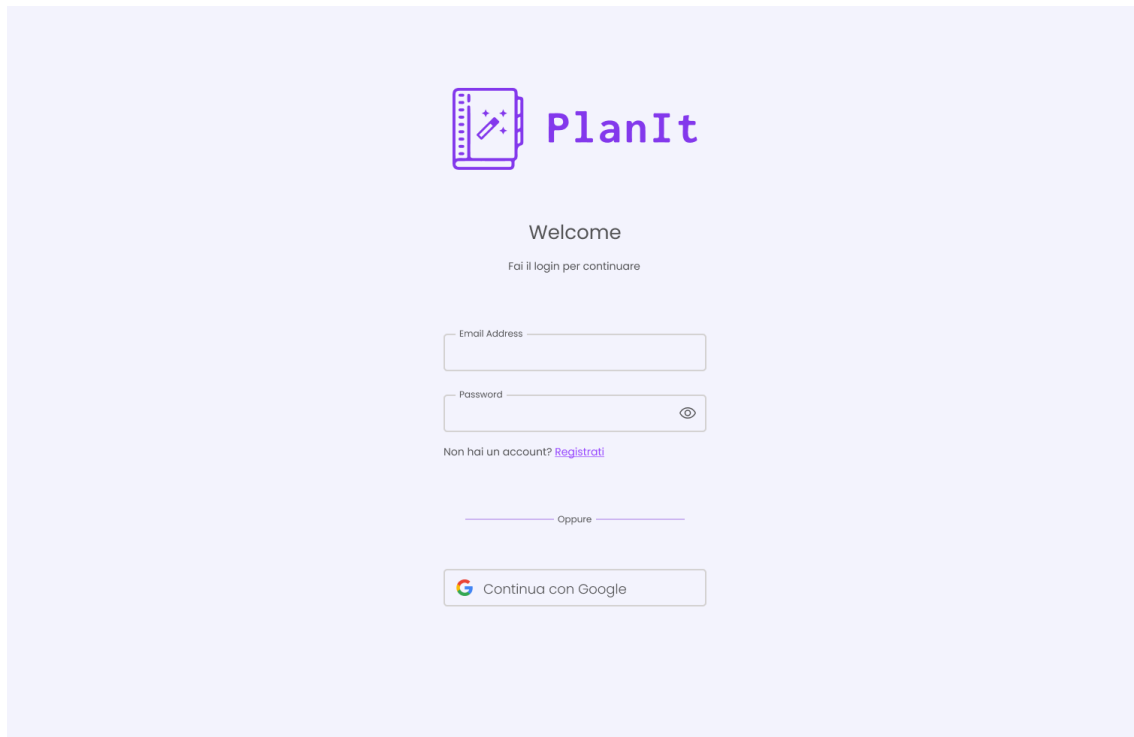 PlanIt
Welcome
Fai il login per continuare
Email Address
Password
Non hai un account? Registrati
Oppure
Continua con Google